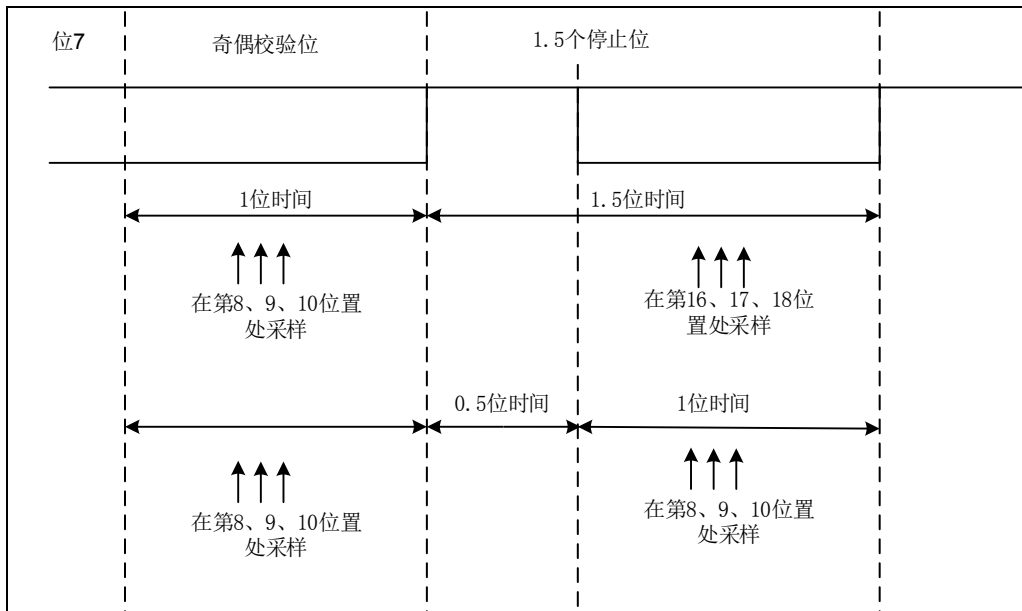 位7
奇偶校验位
1.5个停止位
1位时间
1.5位时间
在第8、9、10位置
处采样
在第16、17、18位
置处采样
0.5位时间
1位时间
在第8、9、10位置
处采样
在第8、9、10位置
处采样